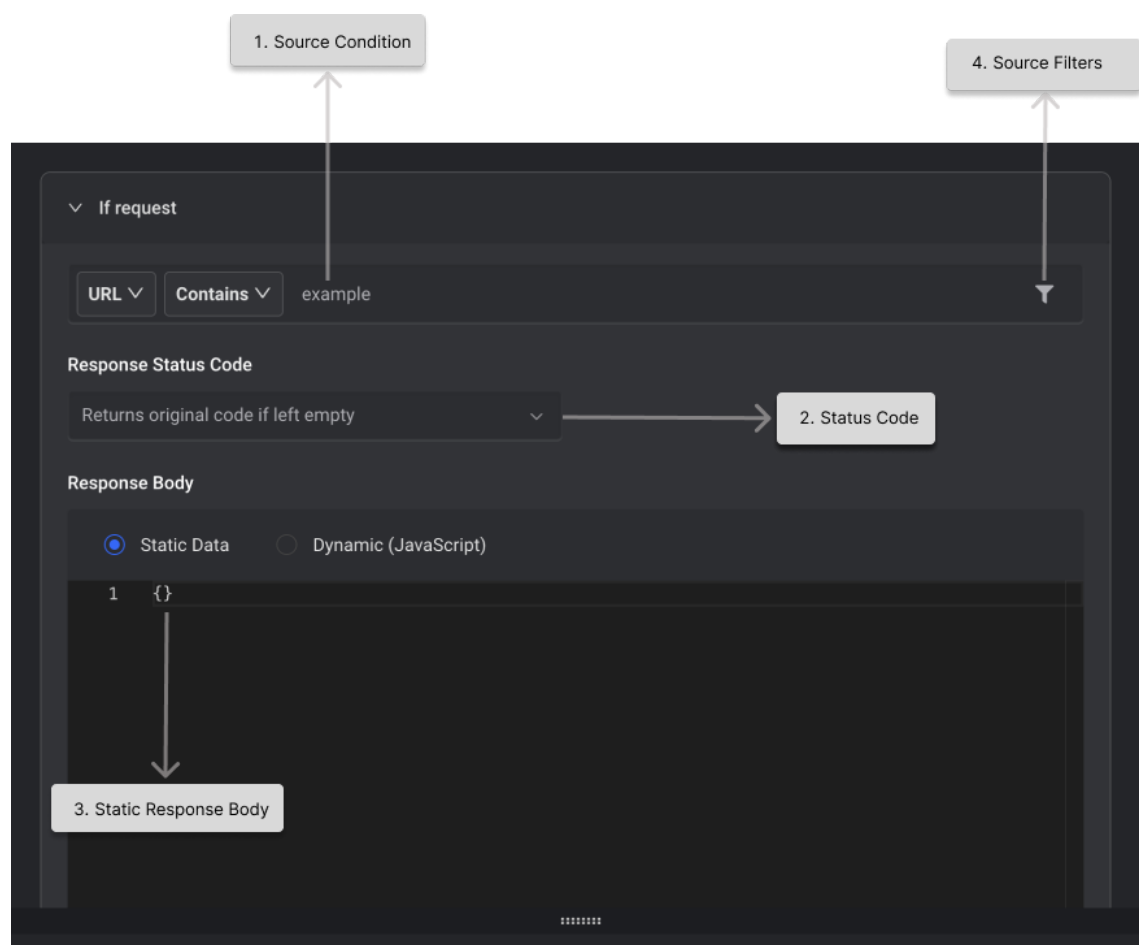 1. Source Condition
4. Source Filters
If request
URL Contains example
Response Status Code
Returns original code if left empty
2. Status Code
Response Body
Static Data Dynamic (JavaScript)
1 {}
3. Static Response Body